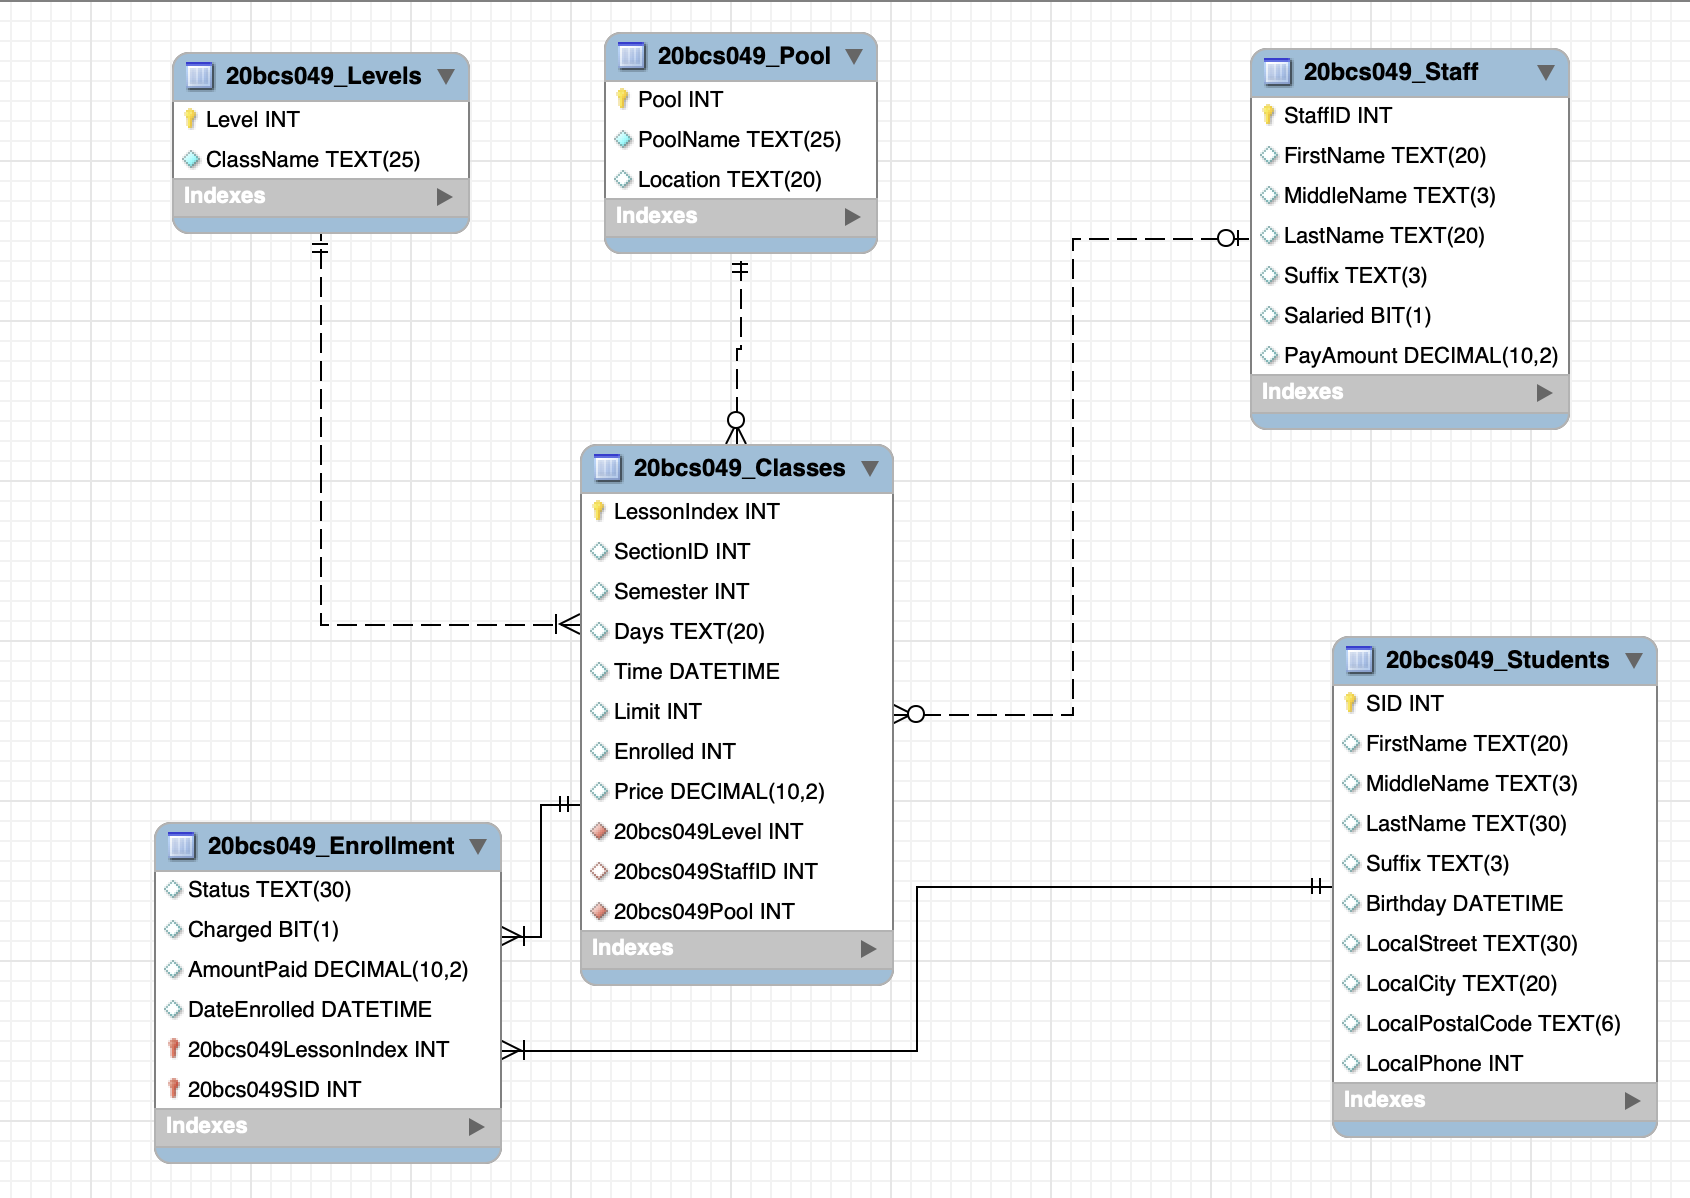 20bcs049_Levels
Level INT
ClassName TEXT(25)
Indexes
20bcs049_Pool
Pool INT
PoolName TEXT(25)
Location TEXT(20)
Indexes
20bcs049_Staff
StaffID INT
FirstName TEXT(20)
MiddleName TEXT(3)
LastName TEXT(20)
Suffix TEXT(3)
Salaried BIT(1)
PayAmount DECIMAL(10,2)
Indexes
20bcs049_Classes
LessonIndex INT
SectionID INT
Semester INT
Days TEXT(20)
Time DATETIME
Limit INT
Enrolled INT
Price DECIMAL(10,2)
20bcs049Level INT
20bcs049StaffID INT
20bcs049Pool INT
Indexes
20bcs049_Students
SID INT
FirstName TEXT(20)
MiddleName TEXT(3)
LastName TEXT(30)
Suffix TEXT(3)
Birthday DATETIME
LocalStreet TEXT(30)
LocalCity TEXT(20)
LocalPostalCode TEXT(6)
LocalPhone INT
Indexes
20bcs049_Enrollment
Status TEXT(30)
Charged BIT(1)
AmountPaid DECIMAL(10,2)
DateEnrolled DATETIME
20bcs049LessonIndex INT
20bcs049SID INT
Indexes